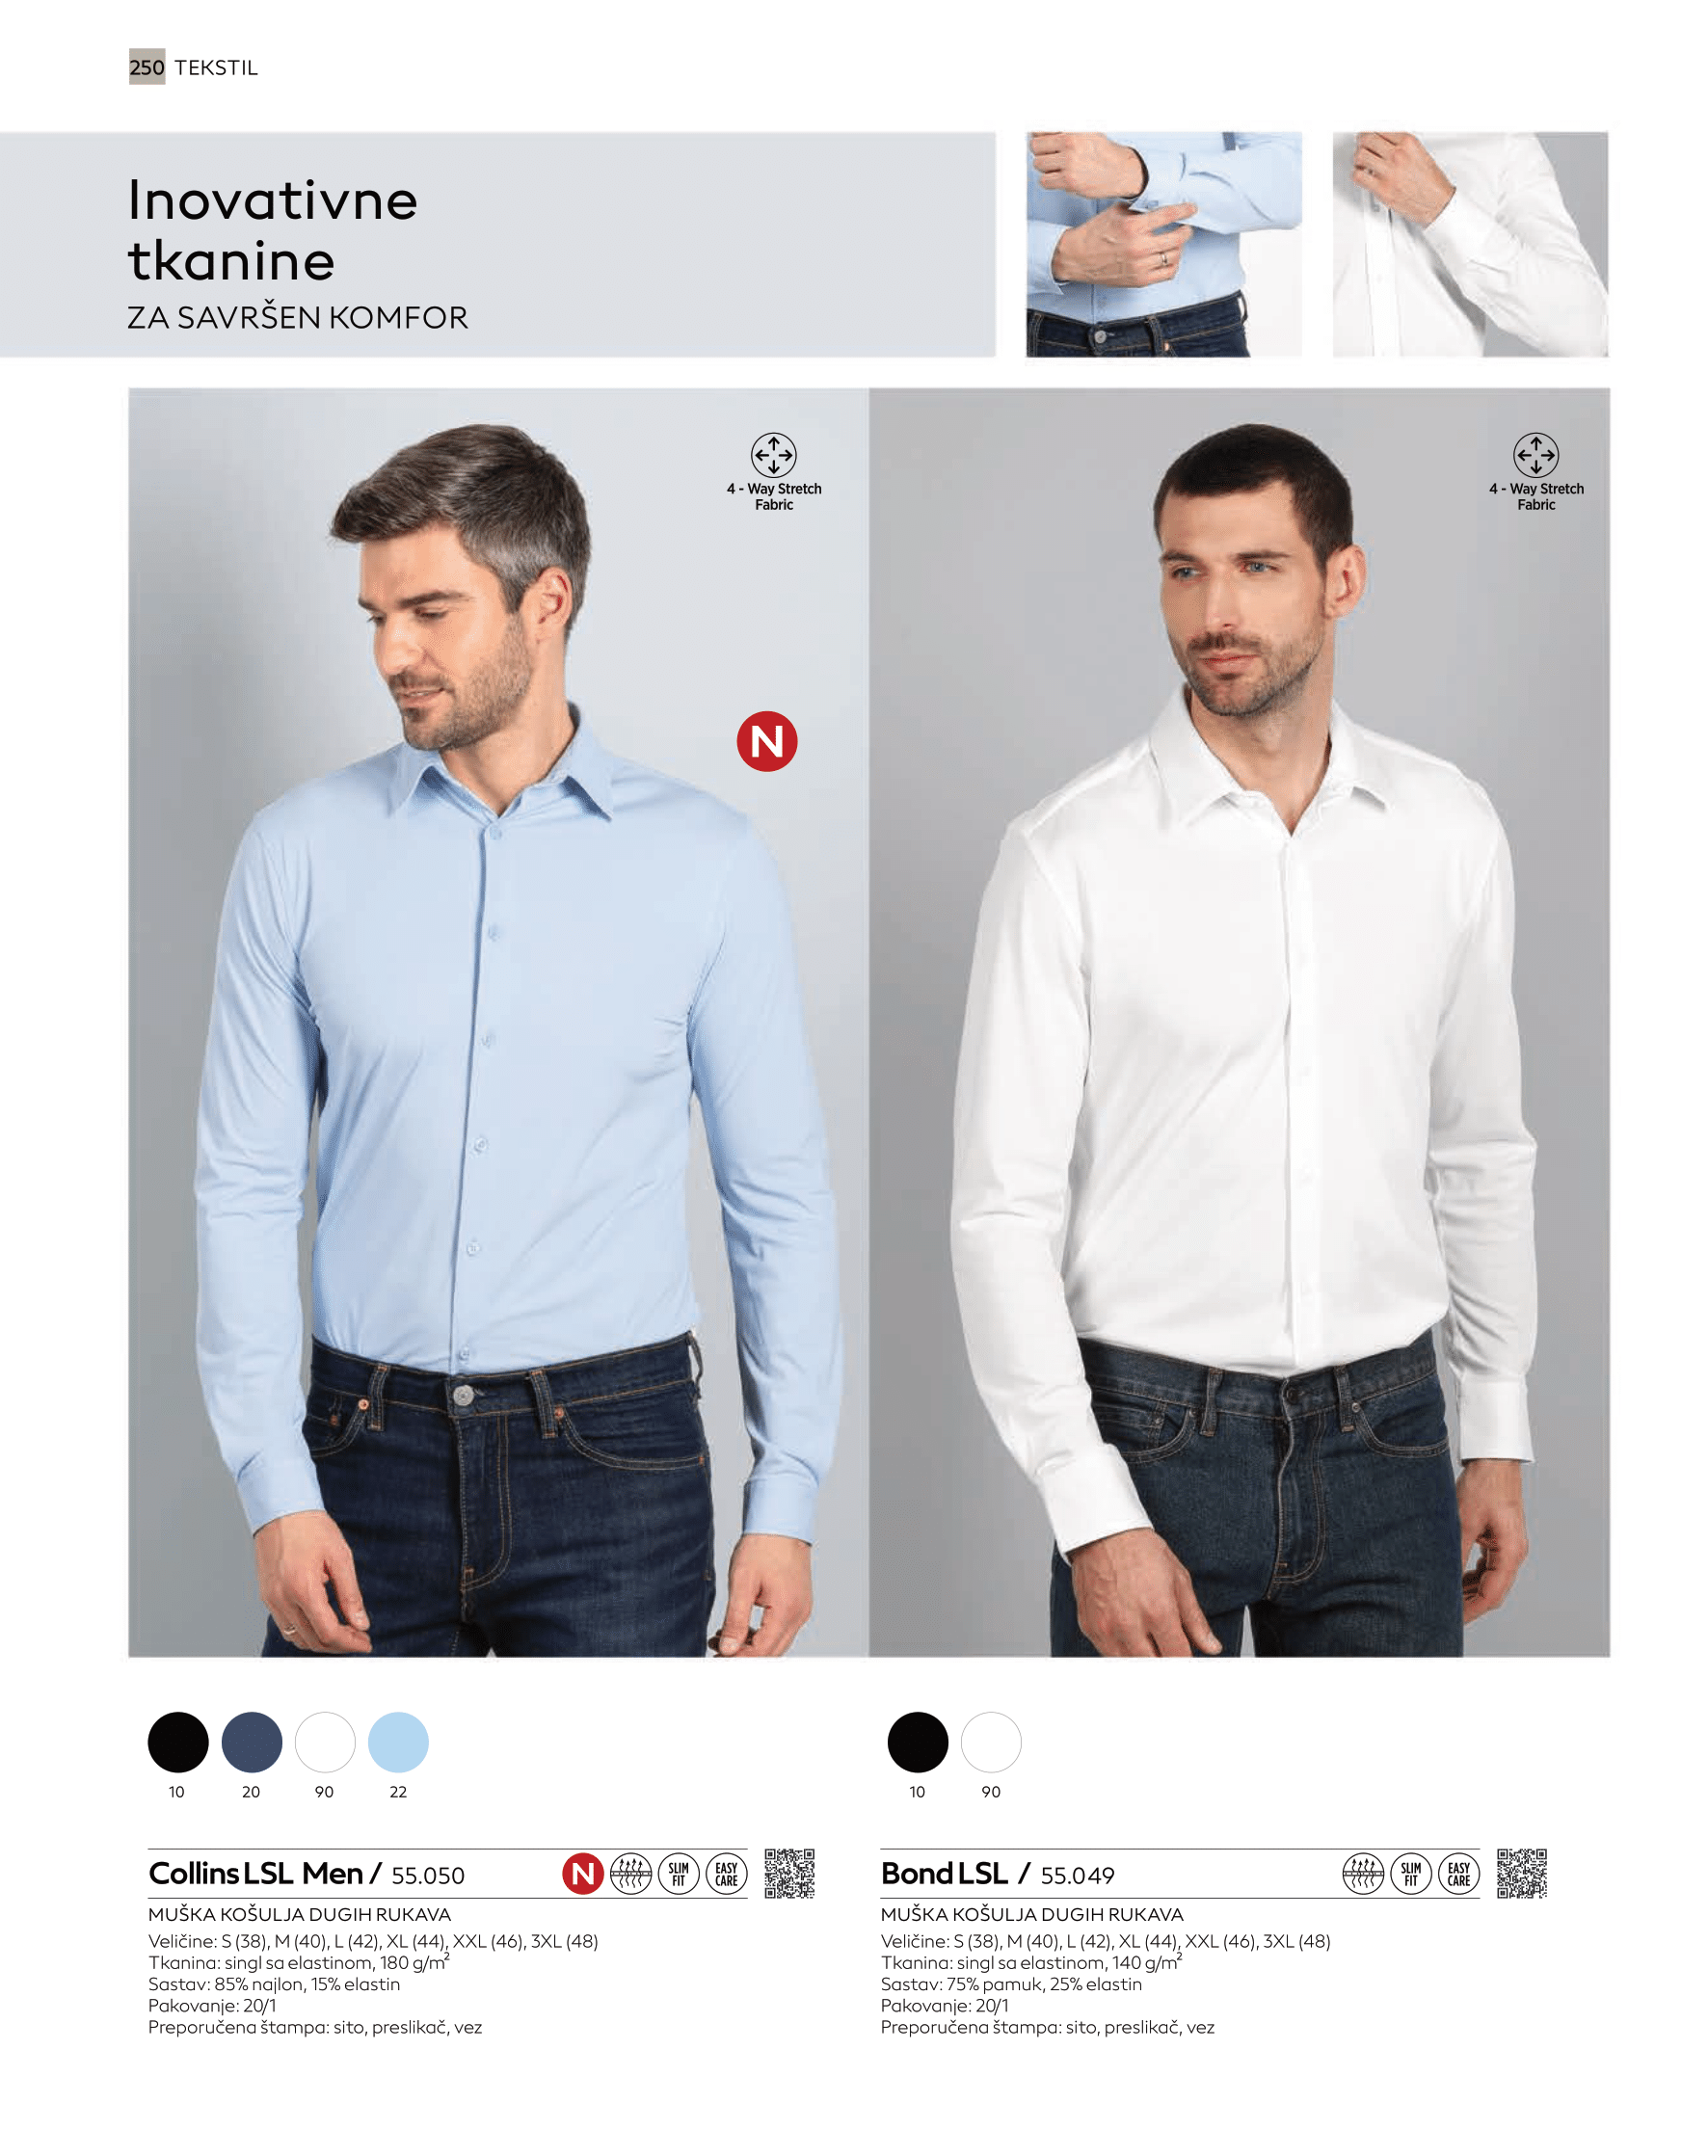 250 TEKSTIL
Inovativne
tkanine
ZA SAVRŠEN KOMFOR
4 - Way Stretch
Fabric
4 - Way Stretch
Fabric
N
10 20 90 22
10 90
Collins LSL Men / 55.050
N
SLIM
FIT
EASY
CARE
MUŠKA KOŠULJA DUGIH RUKAVA
Veličine: S (38), M (40), L (42), XL (44), XXL (46), 3XL (48)
Tkanina: singl sa elastinom, 180 g/m²
Sastav: 85% najlon, 15% elastin
Pakovanje: 20/1
Preporučena štampa: sito, preslikač, vez
Bond LSL / 55.049
SLIM
FIT
EASY
CARE
MUŠKA KOŠULJA DUGIH RUKAVA
Veličine: S (38), M (40), L (42), XL (44), XXL (46), 3XL (48)
Tkanina: singl sa elastinom, 140 g/m²
Sastav: 75% pamuk, 25% elastin
Pakovanje: 20/1
Preporučena štampa: sito, preslikač, vez